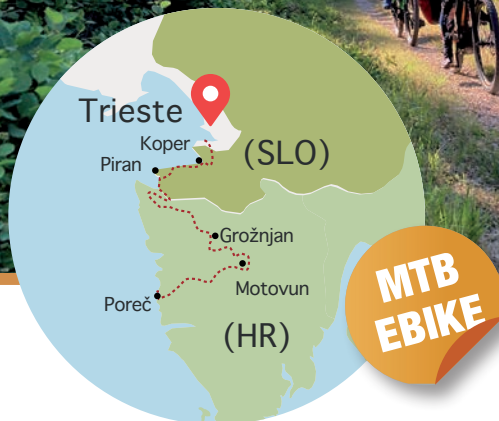 Trieste
Koper
(SLO)
Piran
Grožnjan
Motovun
Poreč
(HR)
MTB
EBIKE